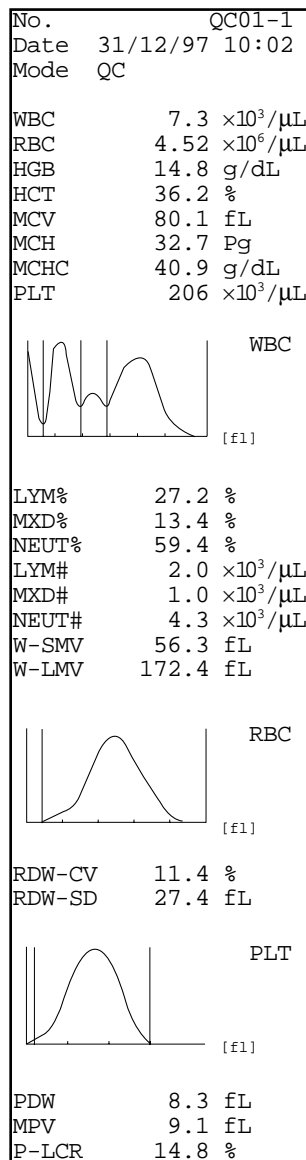 No. QC01-1
Date 31/12/97 10:02
Mode QC
WBC 7.3 ×10³/µL
RBC 4.52 ×10⁶/µL
HGB 14.8 g/dL
HCT 36.2 %
MCV 80.1 fL
MCH 32.7 Pg
MCHC 40.9 g/dL
PLT 206 ×10³/µL
WBC
[fl]
LYM% 27.2 %
MXD% 13.4 %
NEUT% 59.4 %
LYM# 2.0 ×10³/µL
MXD# 1.0 ×10³/µL
NEUT# 4.3 ×10³/µL
W-SMV 56.3 fL
W-LMV 172.4 fL
RBC
[fl]
RDW-CV 11.4 %
RDW-SD 27.4 fL
PLT
[fl]
PDW 8.3 fL
MPV 9.1 fL
P-LCR 14.8 %